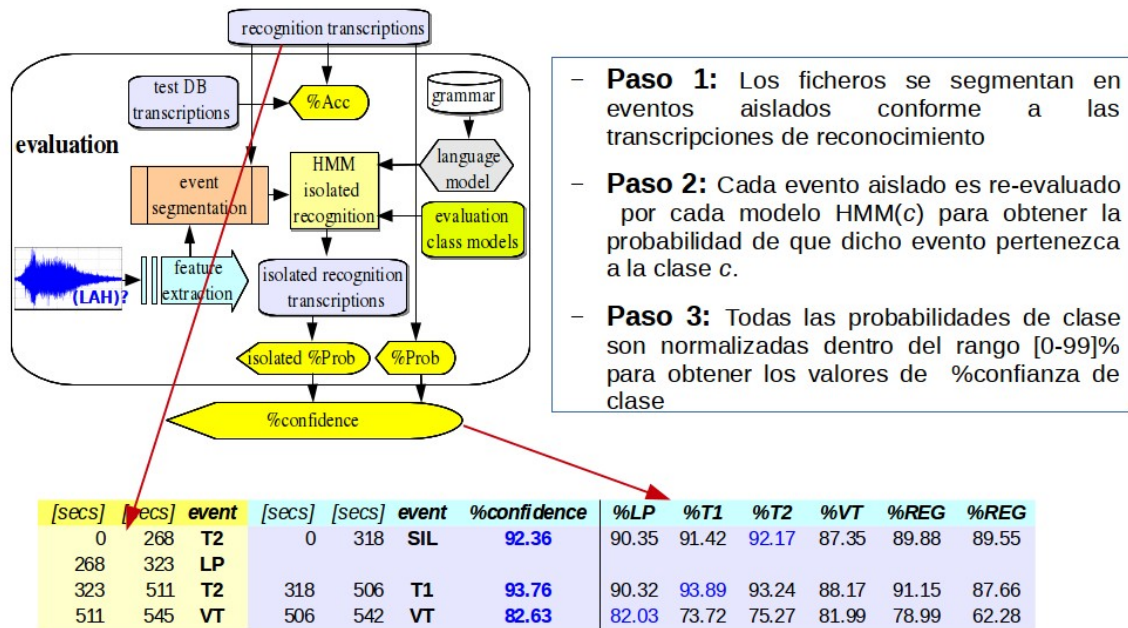 recognition transcriptions
test DB
transcriptions
%Acc
grammar
evaluation
event
segmentation
HMM
isolated
recognition
language
model
evaluation
class models
(LAH)?
feature
extraction
isolated recognition
transcriptions
isolated %Prob
%Prob
%confidence
– Paso 1: Los ficheros se segmentan en
eventos aislados conforme a las
transcripciones de reconocimiento
– Paso 2: Cada evento aislado es re-evaluado
por cada modelo HMM(c) para obtener la
probabilidad de que dicho evento pertenezca
a la clase c.
– Paso 3: Todas las probabilidades de clase
son normalizadas dentro del rango [0-99]%
para obtener los valores de %confianza de
clase
[secs] [secs] event [secs] [secs] event %confidence %LP %T1 %T2 %VT %REG %REG
0 268 T2 0 318 SIL 92.36 90.35 91.42 92.17 87.35 89.88 89.55
268 323 LP
323 511 T2 318 506 T1 93.76 90.32 93.89 93.24 88.17 91.15 87.66
511 545 VT 506 542 VT 82.63 82.03 73.72 75.27 81.99 78.99 62.28